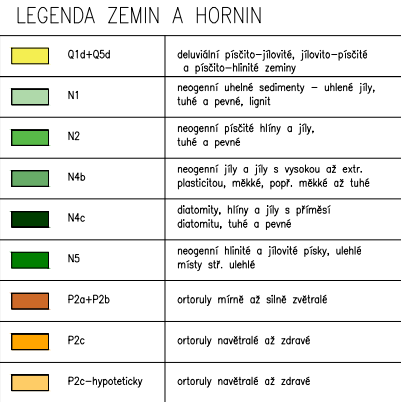 LEGENDA ZEMIN A HORNIN
Q1d+Q5d
deluviální písčito-jílovité, jílovito-písčité
a písčito-hlinité zeminy
N1
neogenní uhelné sedimenty - uhlené jíly,
tuhé a pevné, lignit
N2
neogenní písčité hlíny a jíly,
tuhé a pevné
N4b
neogenní jíly a jíly s vysokou až extr.
plasticitou, měkké, popř. měkké až tuhé
N4c
diatomity, hlíny a jíly s příměsí
diatomitu, tuhé a pevné
N5
neogenní hlinité a jílovité písky, ulehlé
místy stř. ulehlé
P2a+P2b
ortoruly mírně až silně zvětralé
P2c
ortoruly navětralé až zdravé
P2c-hypoteticky
ortoruly navětralé až zdravé